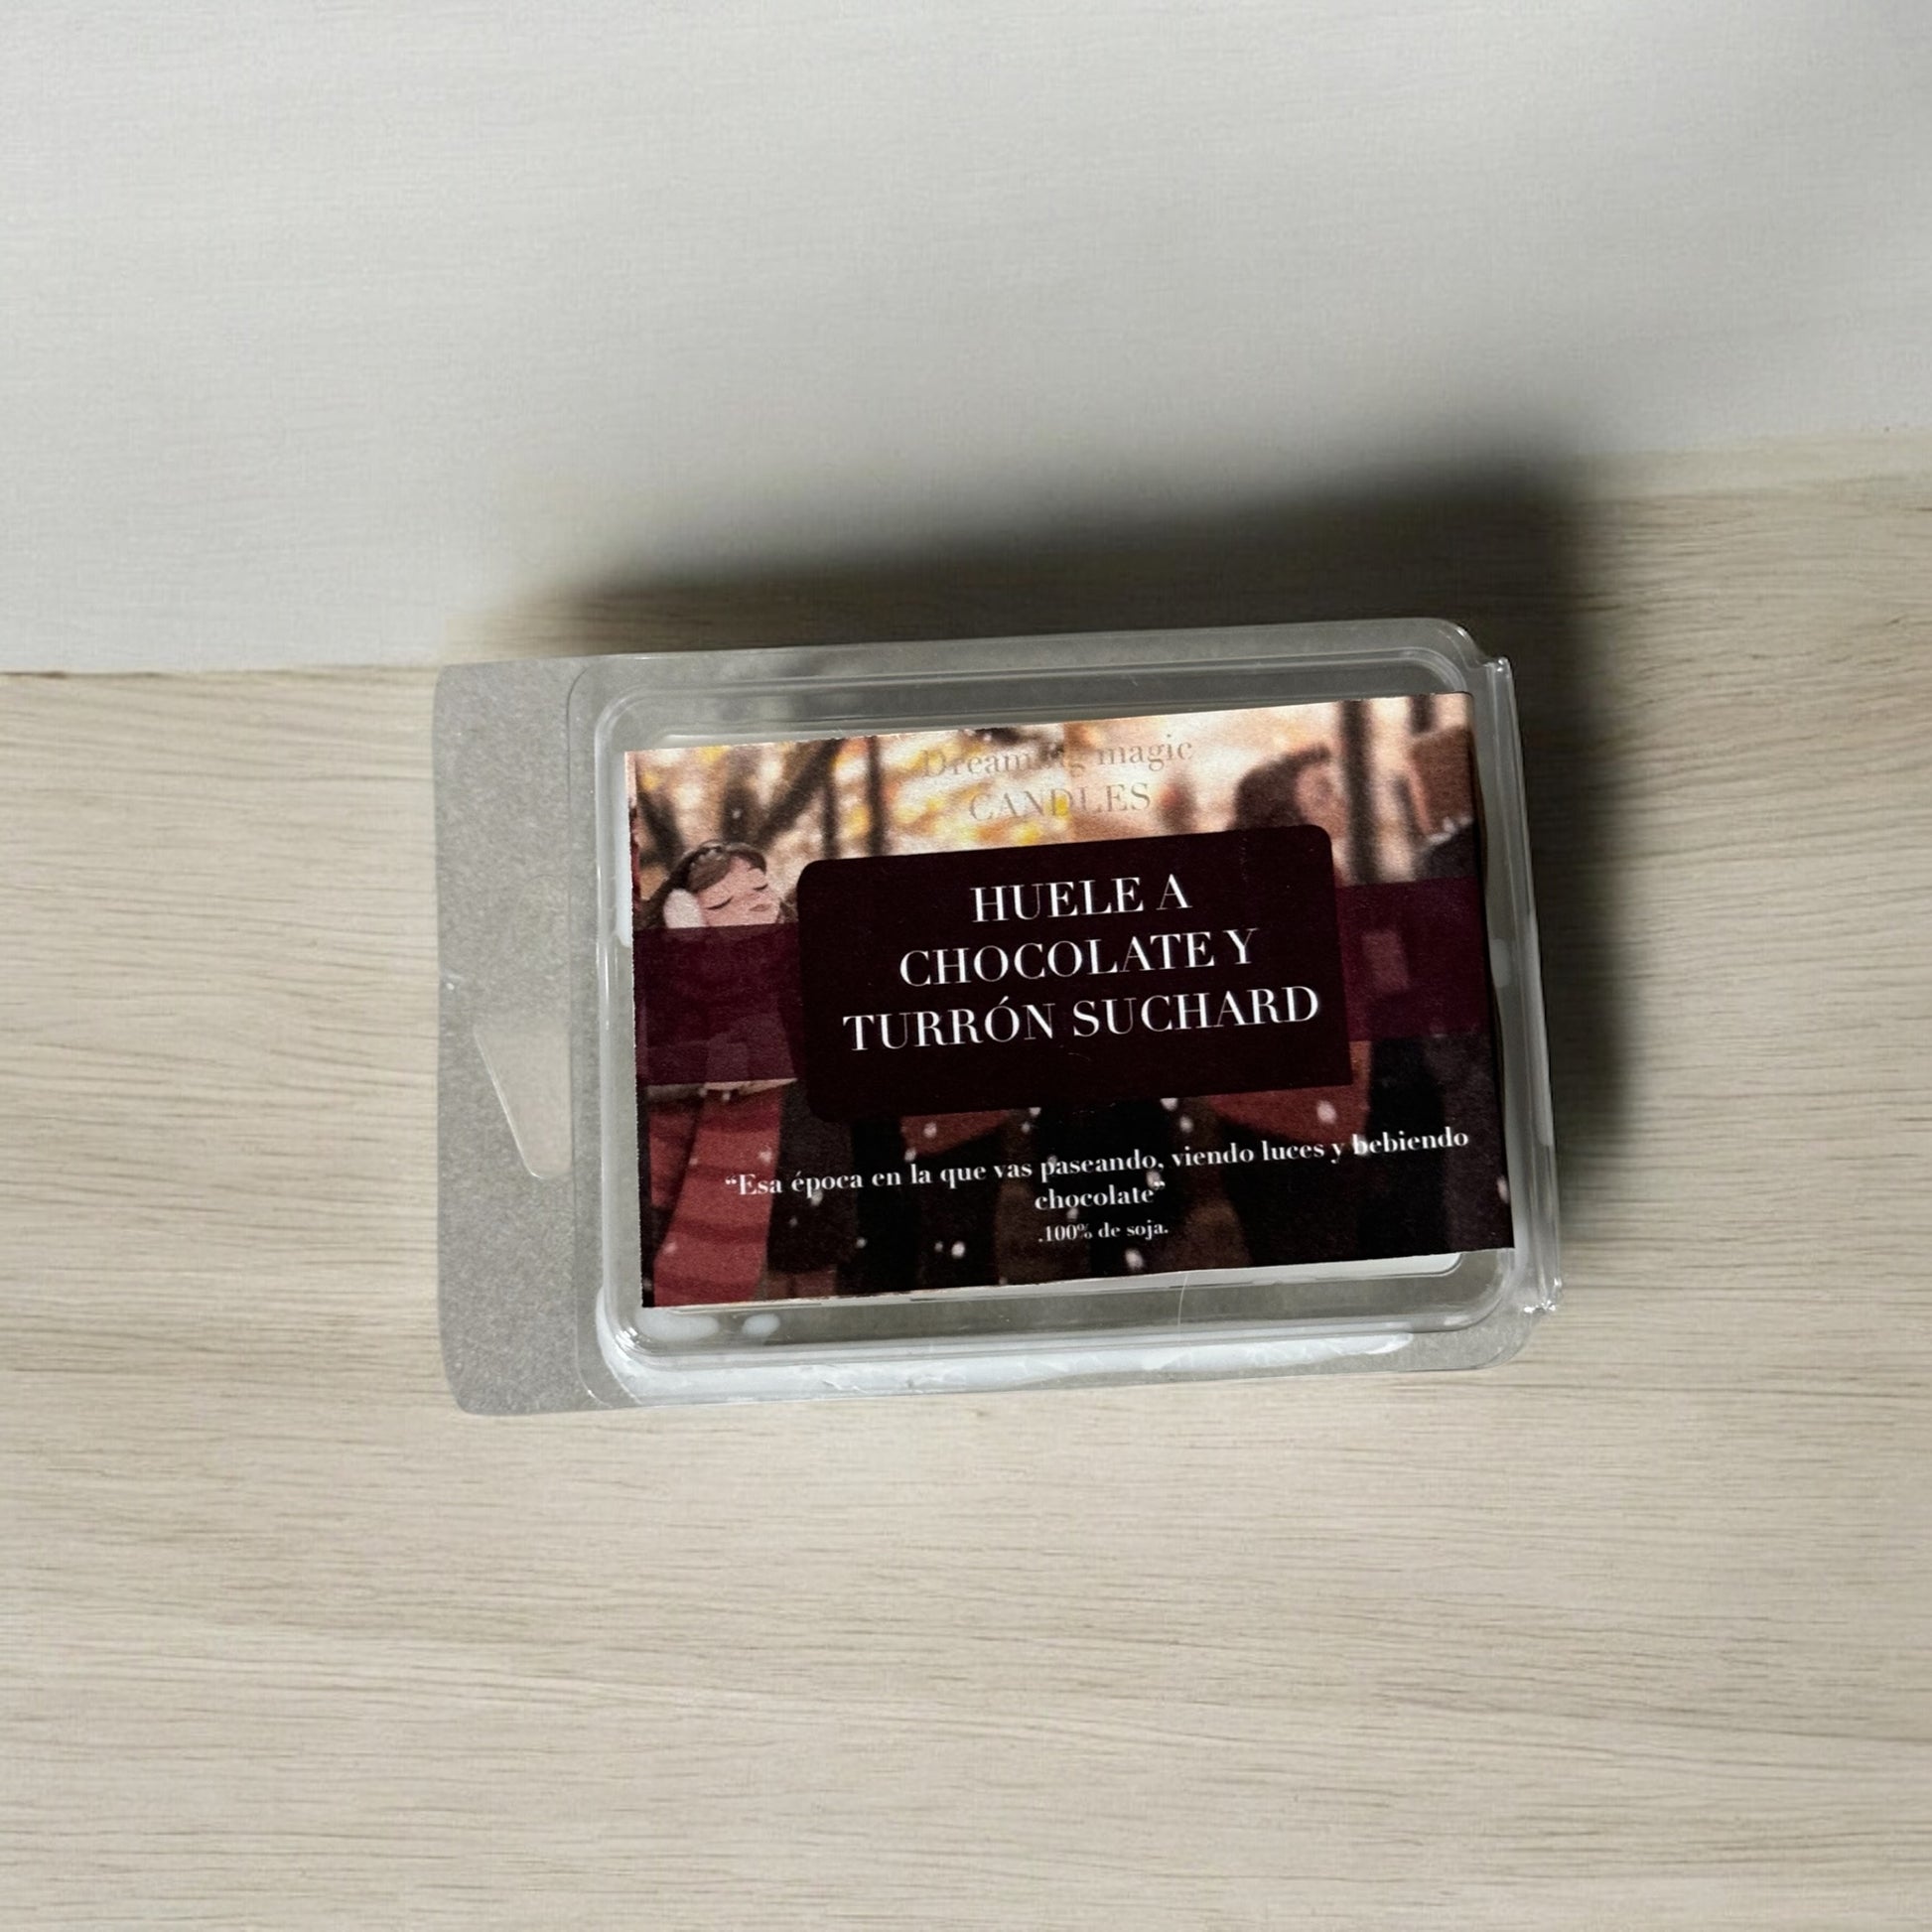 Dreaming magic
CANDLES
HUELE A
CHOCOLATE Y
TURRÓN SUCHARD
“Esa época en la que vas paseando, viendo luces y bebiendo
chocolate”
.100% de soja.